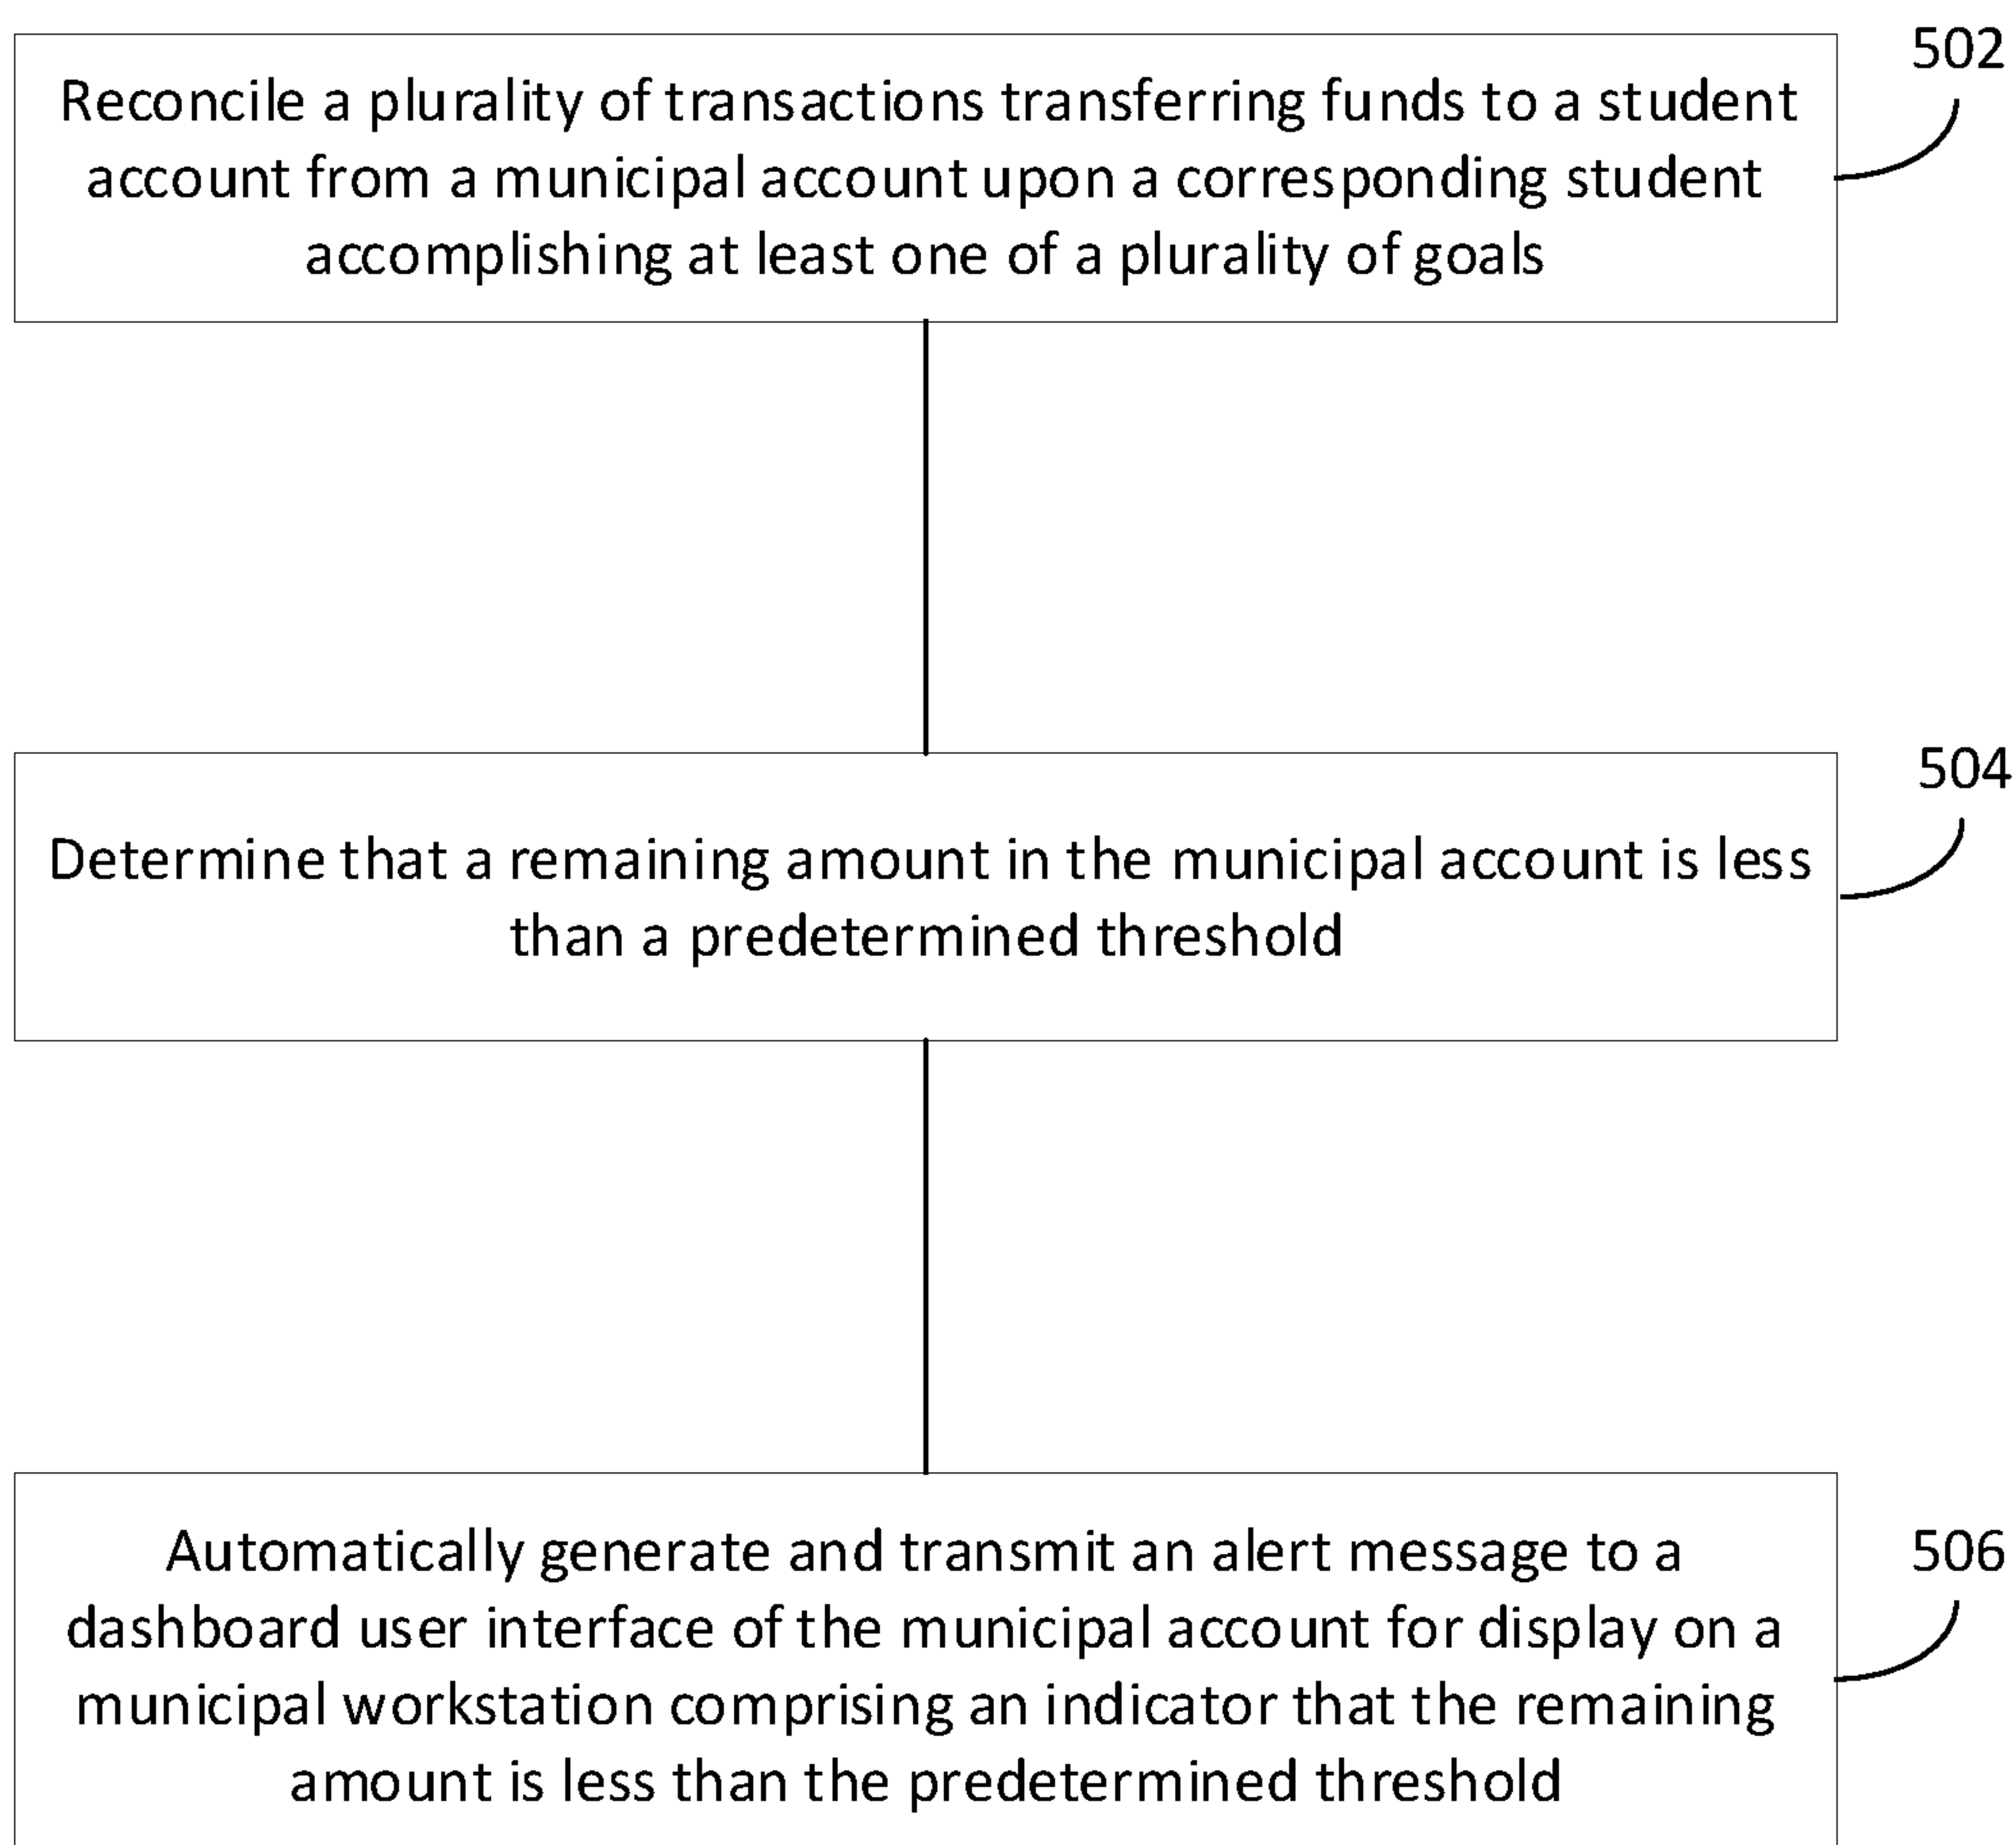 502
Reconcile a plurality of transactions transferring funds to a student
account from a municipal account upon a corresponding student
accomplishing at least one of a plurality of goals
504
Determine that a remaining amount in the municipal account is less
than a predetermined threshold
506
Automatically generate and transmit an alert message to a
dashboard user interface of the municipal account for display on a
municipal workstation comprising an indicator that the remaining
amount is less than the predetermined threshold